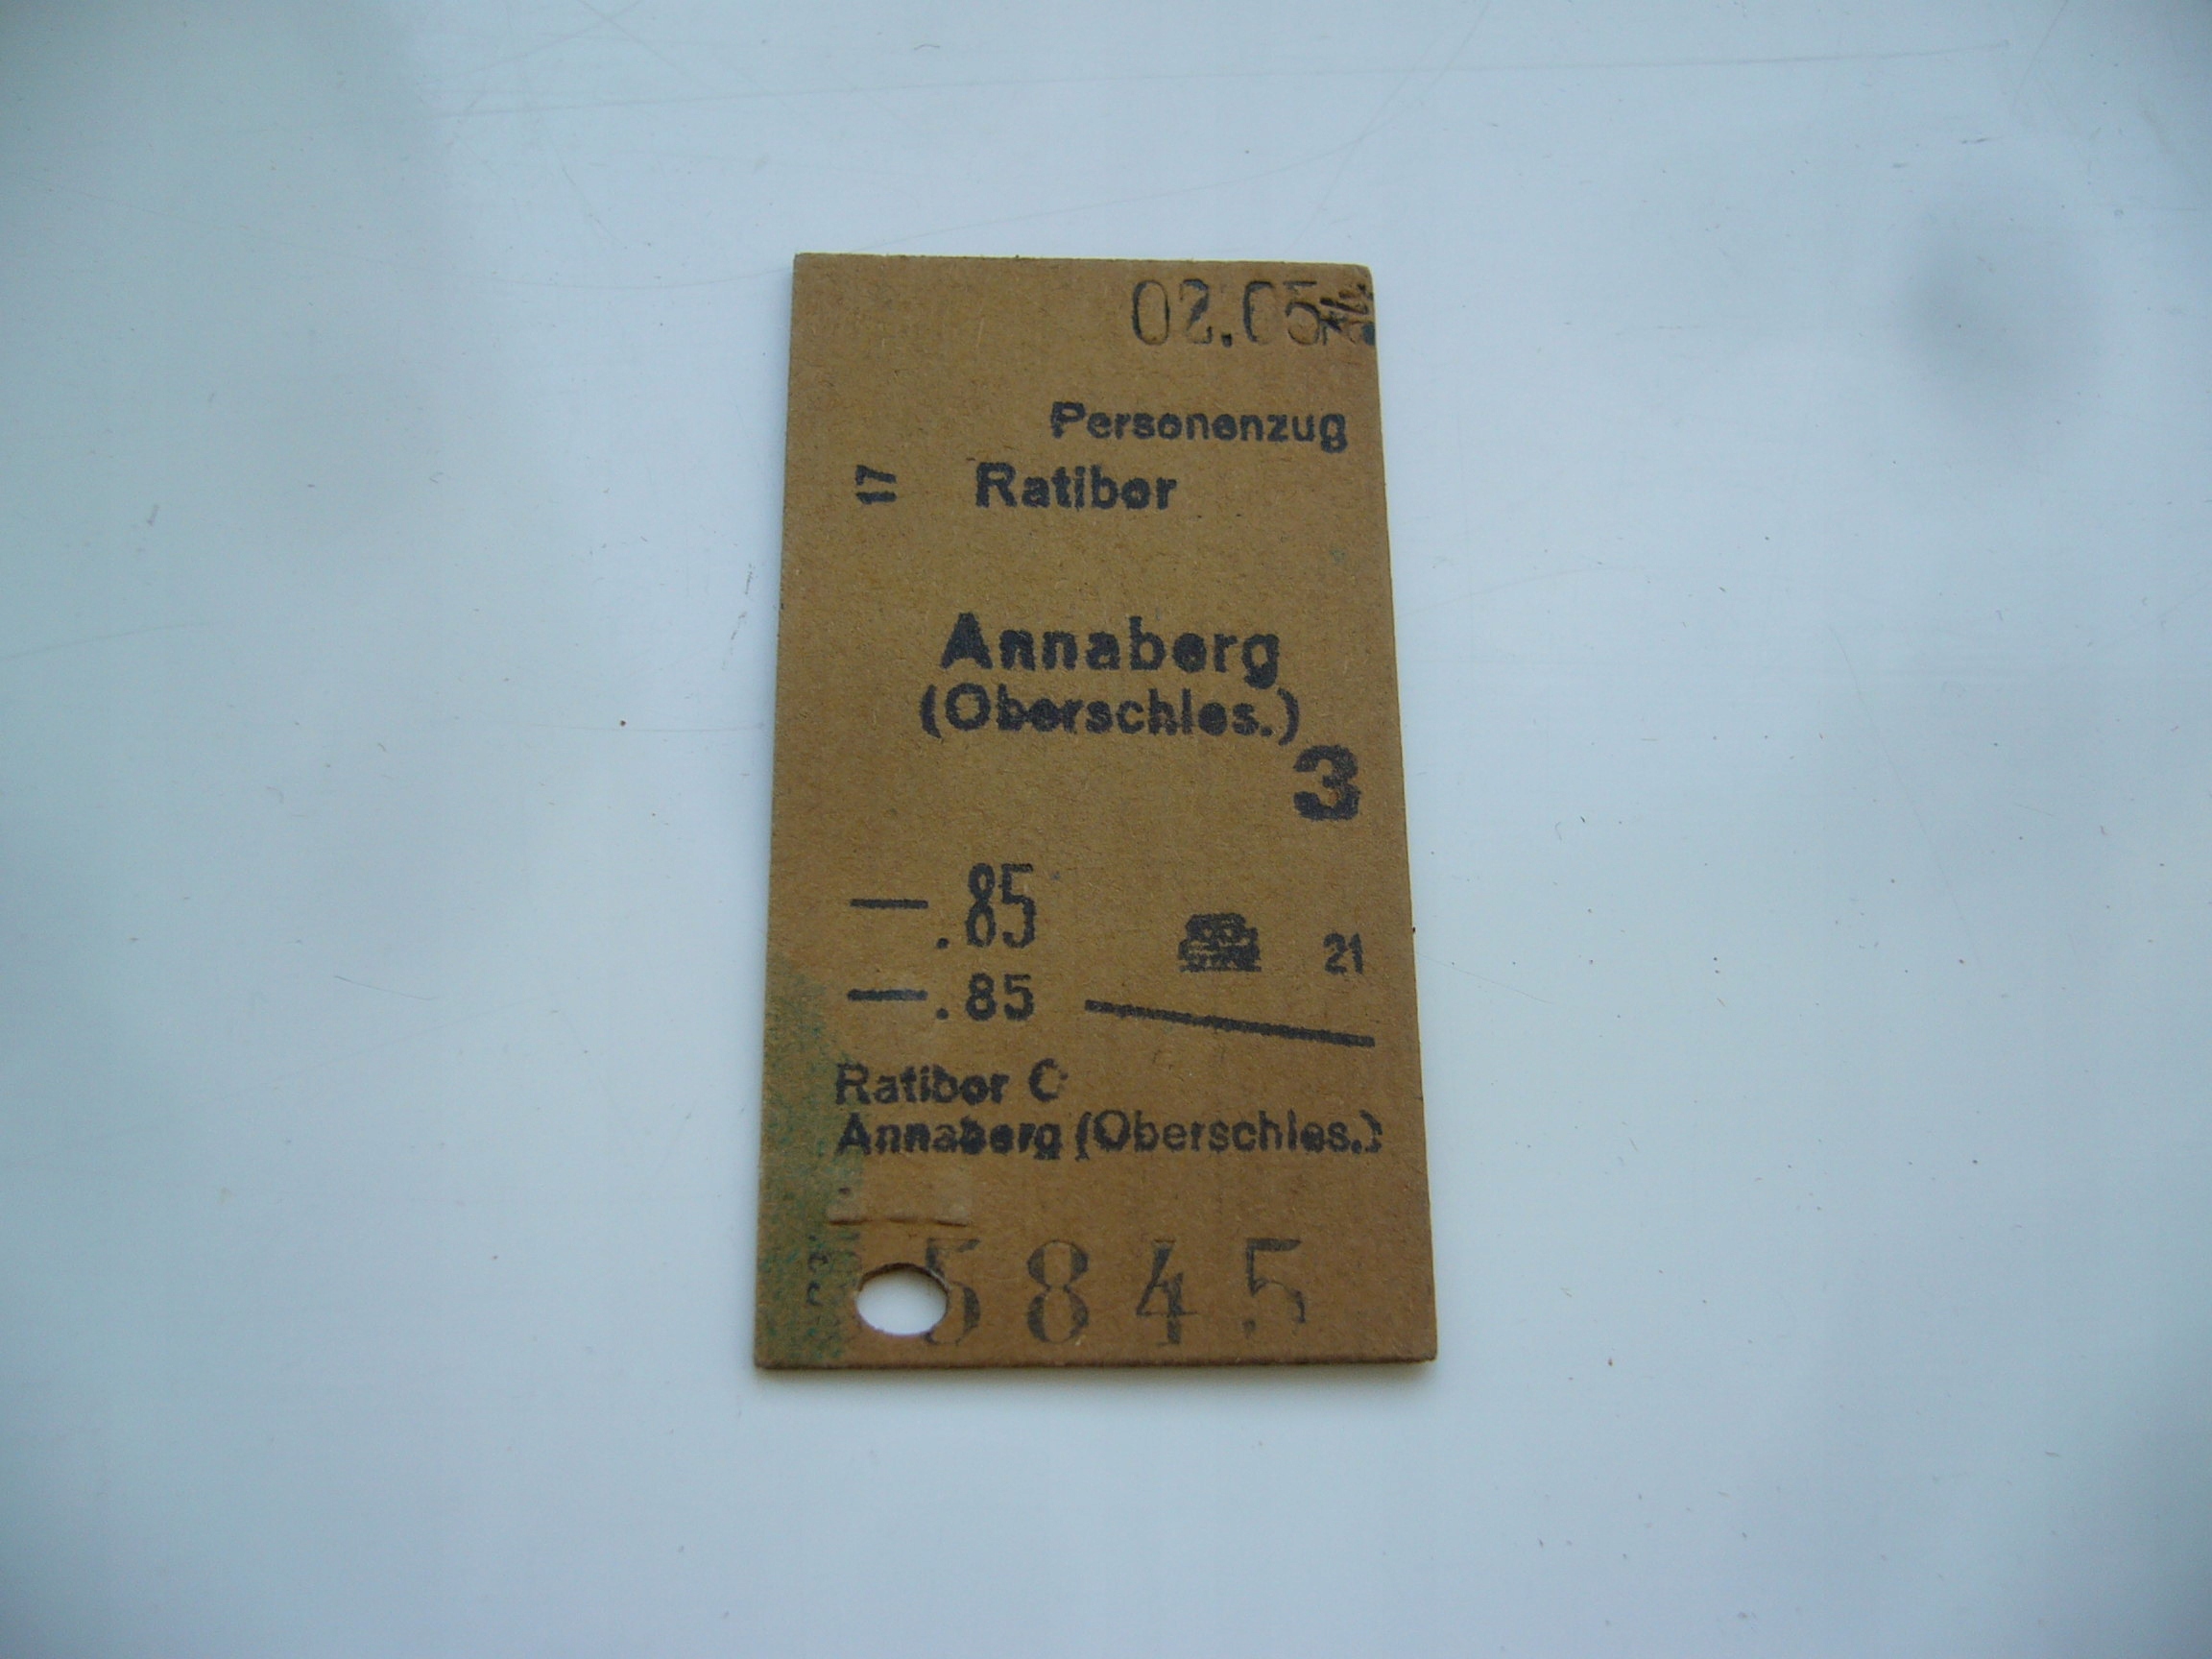 02.05
Personenzug
17 Ratibor
Annaberg
(Oberschles.)
3
—.85
21
—.85
Ratibor
Annaberg (Oberschles.)
5845